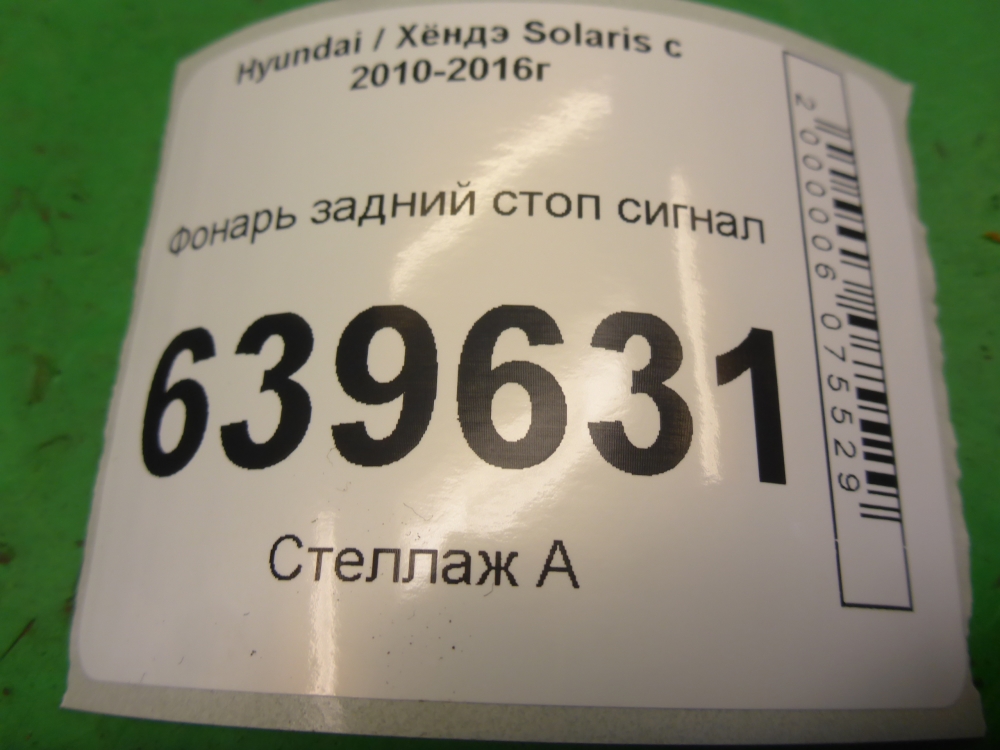 Hyundai / Хёндэ Solaris с
2010-2016г
Фонарь задний стоп сигнал
639631
Стеллаж А
2000006075529